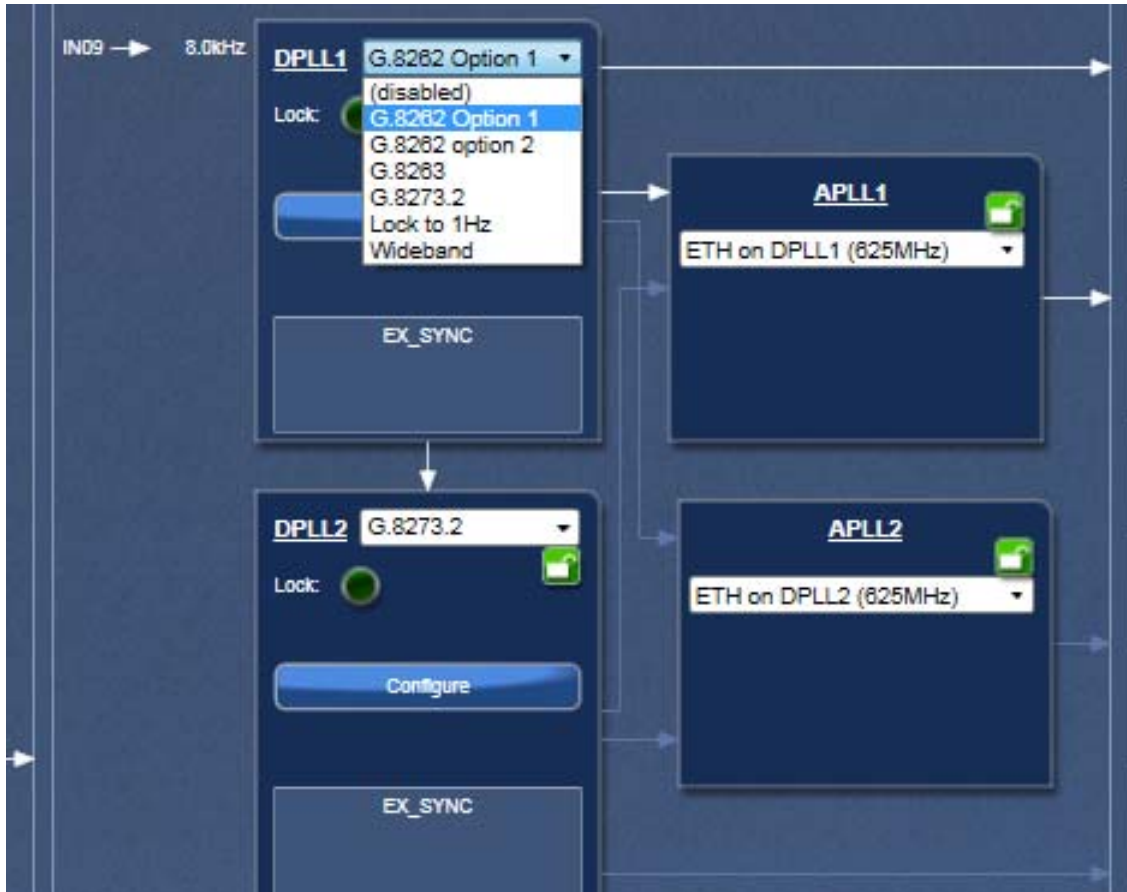 IN09
8.0kHz
DPLL1
G.8262 Option 1
Lock:
(disabled)
G.8262 Option 1
G.8262 option 2
G.8263
G.8273.2
Lock to 1Hz
Wideband
EX_SYNC
APLL1
ETH on DPLL1 (625MHz)
DPLL2
G.8273.2
Lock:
Configure
EX_SYNC
APLL2
ETH on DPLL2 (625MHz)